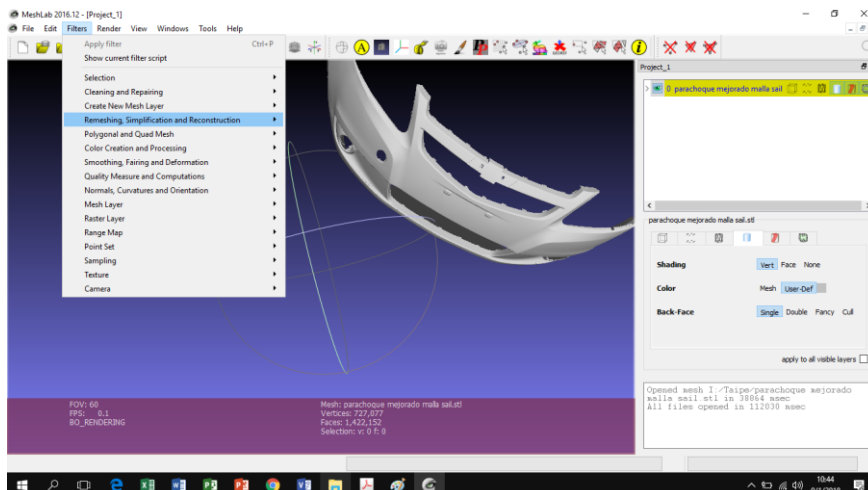 MeshLab 2016.12 - [Project_1]
File Edit Filters Render View Windows Tools Help
Apply filter Ctrl+P
Show current filter script
Selection
Cleaning and Repairing
Create New Mesh Layer
Remeshing, Simplification and Reconstruction
Polygonal and Quad Mesh
Color Creation and Processing
Smoothing, Fairing and Deformation
Quality Measure and Computations
Normals, Curvatures and Orientation
Mesh Layer
Raster Layer
Range Map
Point Set
Sampling
Texture
Camera
FOV: 60
FPS: 0.1
BO_RENDERING
Mesh: parachoque mejorado malla sail.stl
Vertices: 727,077
Faces: 1,422,152
Selection: v: 0 f: 0
Project_1
0 parachoque mejorado malla sail
parachoque mejorado malla sail.stl
Shading Vert Face None
Color Mesh User-Def
Back-Face Single Double Fancy Cull
apply to all visible layers
Opened mesh I:/Taipe/parachoque mejorado
malla sail.stl in 38864 msec
All files opened in 112030 msec
10:44